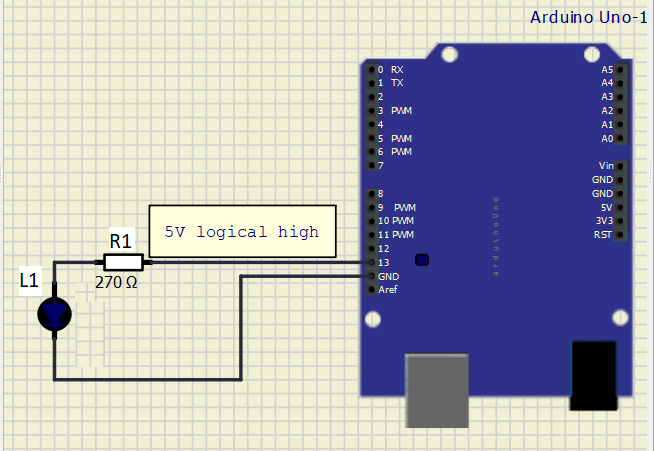 Arduino Uno-1
0 RX
1 TX
2
3 PWM
4
5 PWM
6 PWM
7
8
9 PWM
10 PWM
11 PWM
12
13
GND
Aref
A5
A4
A3
A2
A1
A0
Vin
GND
GND
5V
3V3
RST
arduinoUno
5V logical high
R1
270 Ω
L1